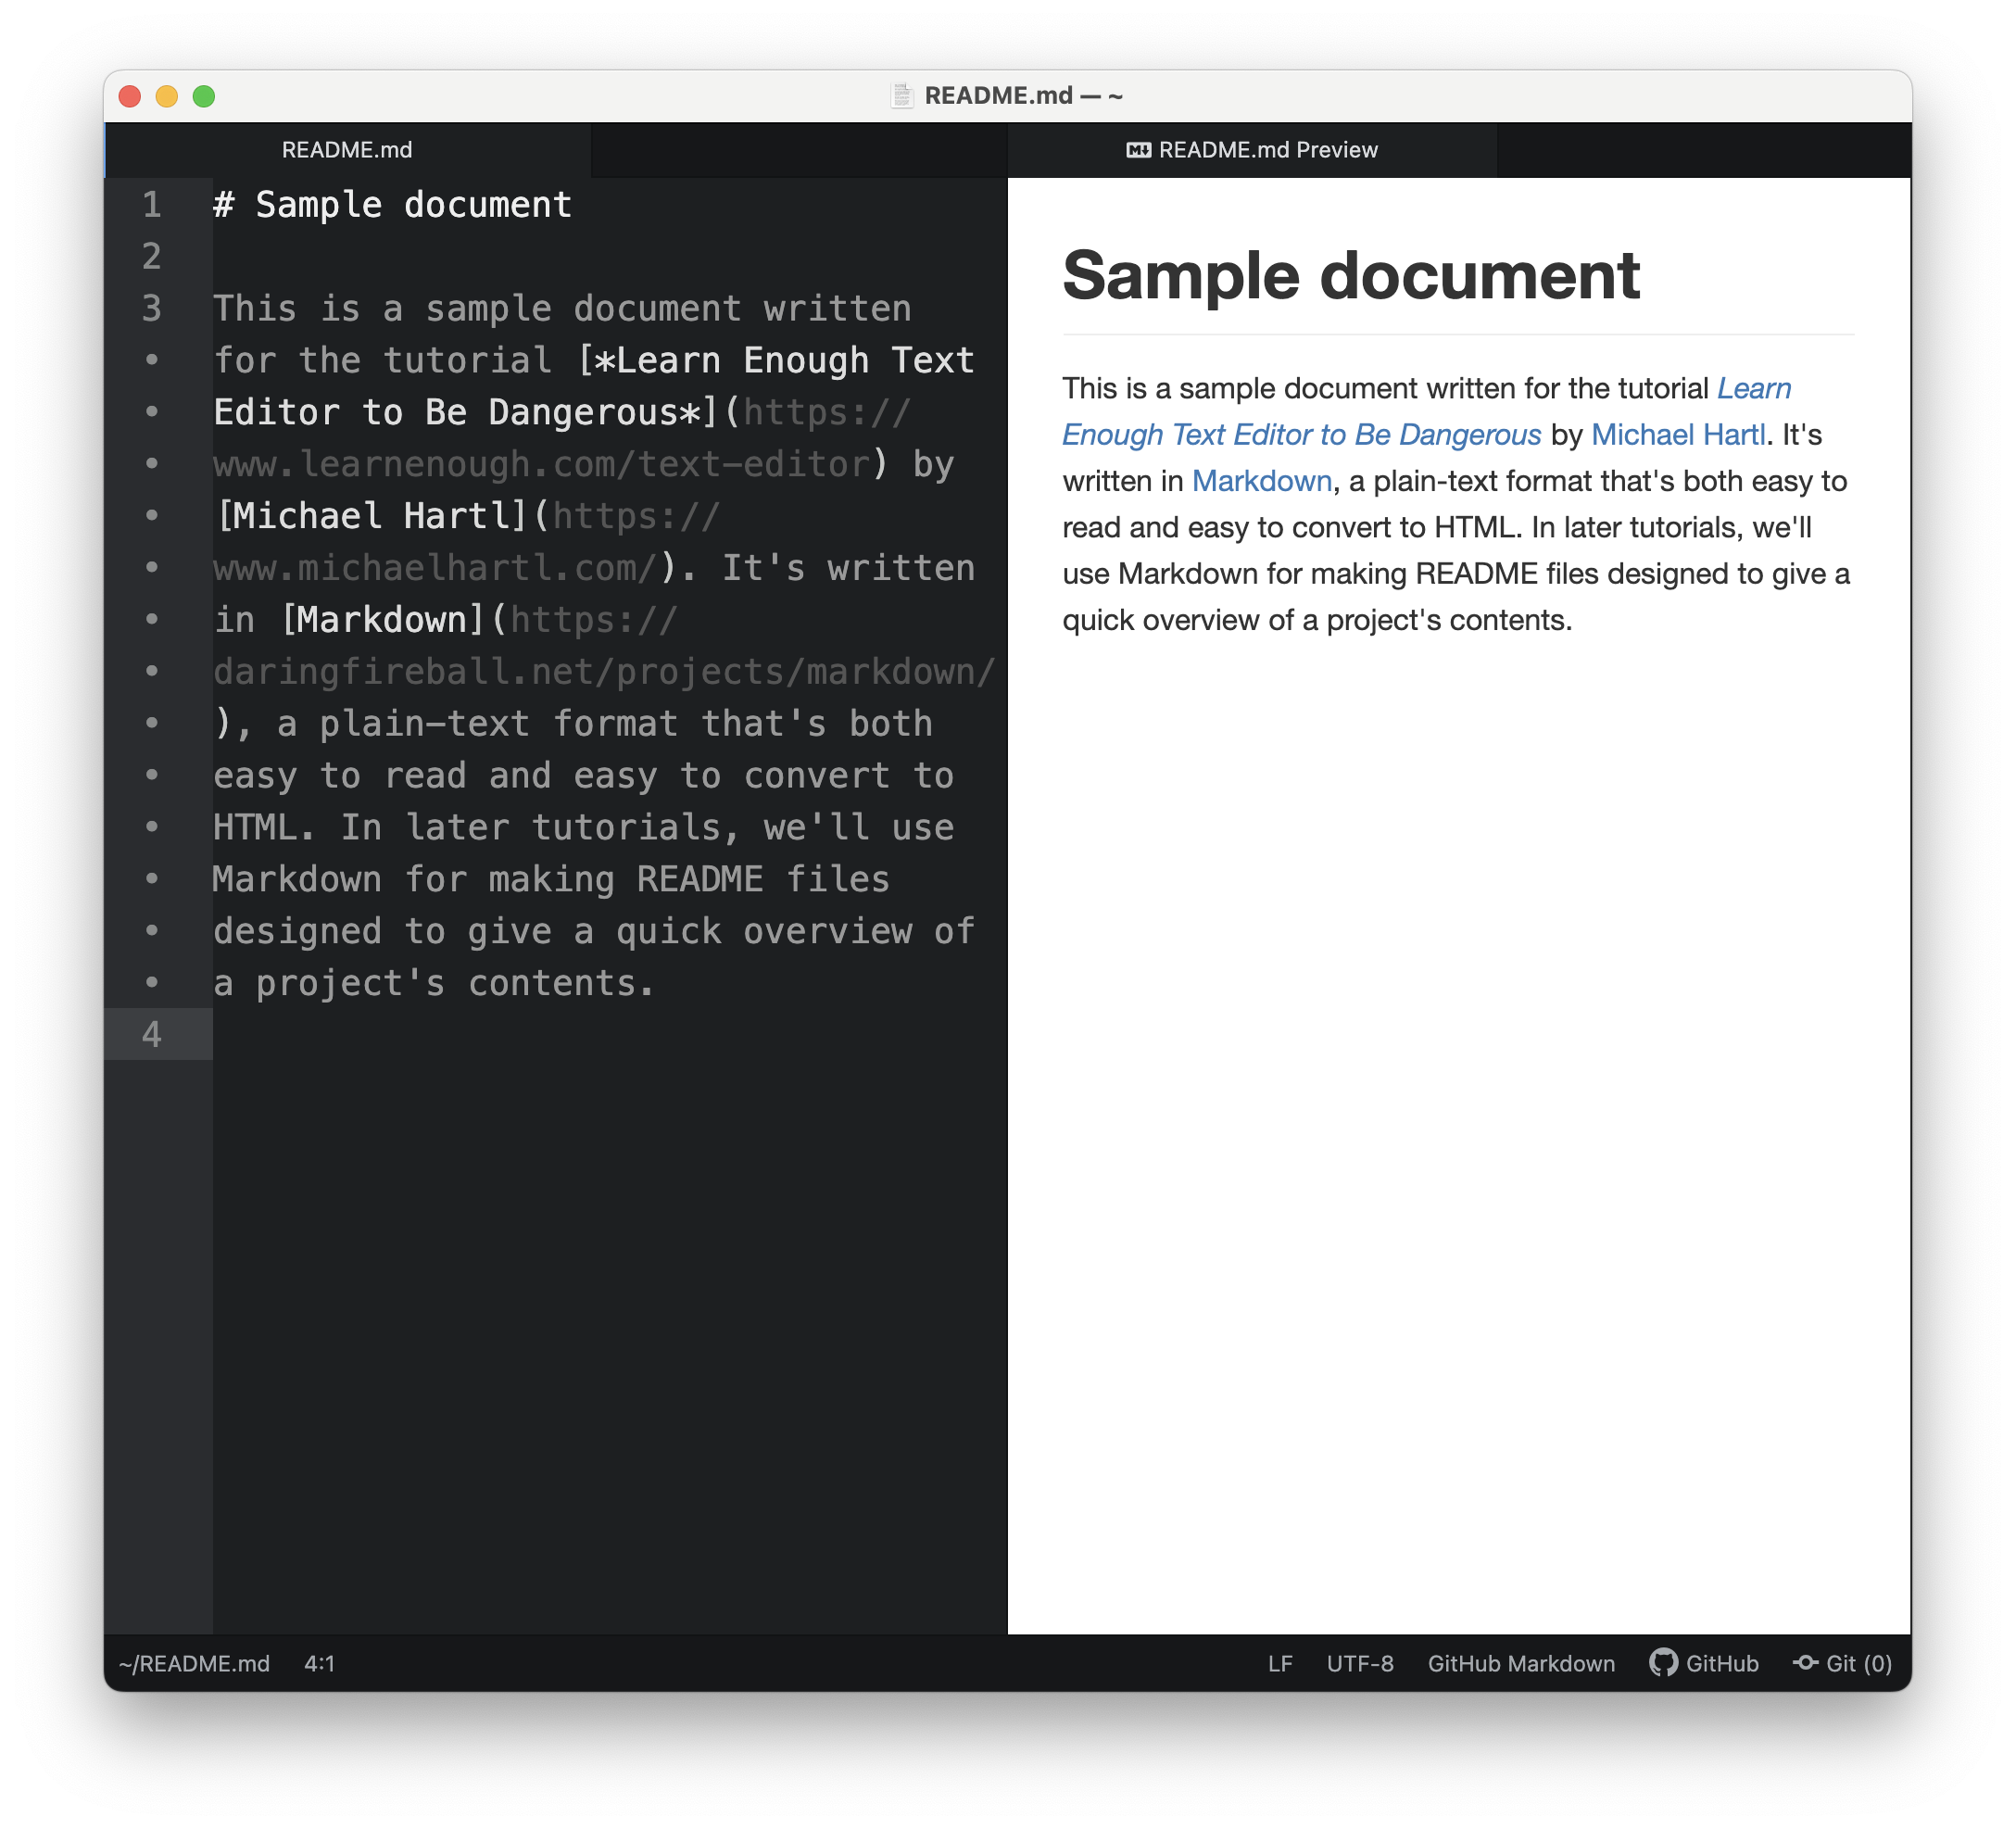 README.md — ~
README.md
README.md Preview
1 # Sample document
2
3 This is a sample document written
• for the tutorial [*Learn Enough Text
• Editor to Be Dangerous*](https://
• www.learnenough.com/text-editor) by
• [Michael Hartl](https://
• www.michaelhartl.com/). It's written
• in [Markdown](https://
• daringfireball.net/projects/markdown/
• ), a plain-text format that's both
• easy to read and easy to convert to
• HTML. In later tutorials, we'll use
• Markdown for making README files
• designed to give a quick overview of
• a project's contents.
4
Sample document
This is a sample document written for the tutorial Learn
Enough Text Editor to Be Dangerous by Michael Hartl. It's
written in Markdown, a plain-text format that's both easy to
read and easy to convert to HTML. In later tutorials, we'll
use Markdown for making README files designed to give a
quick overview of a project's contents.
~/README.md 4:1 LF UTF-8 GitHub Markdown GitHub Git (0)